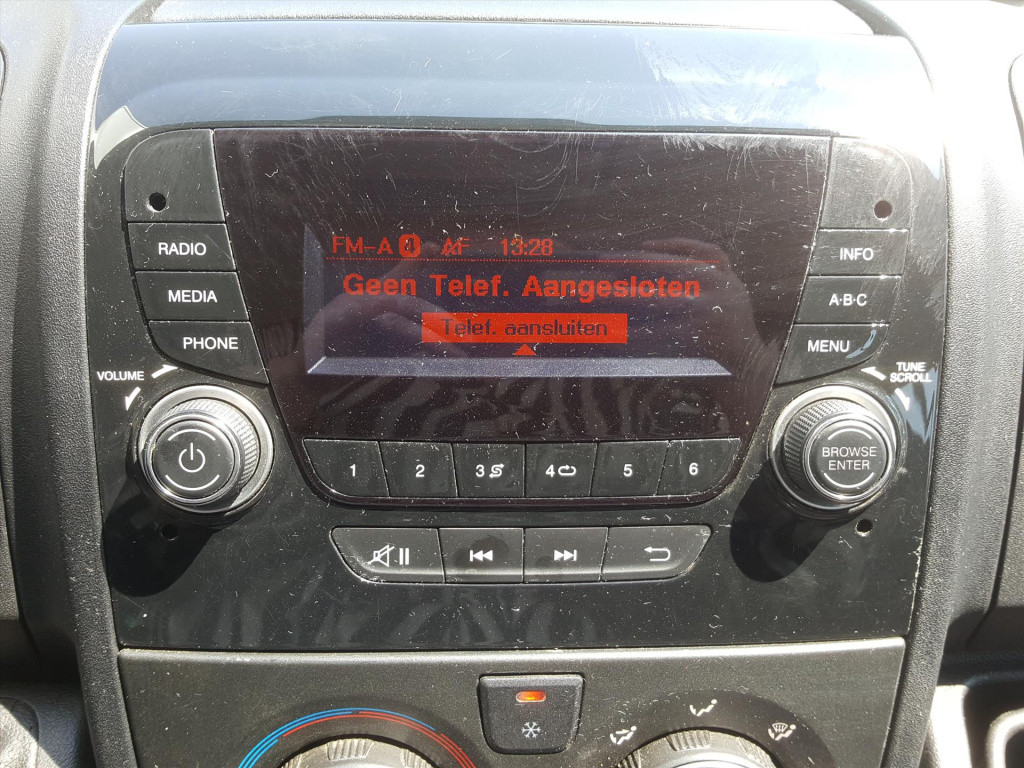 FM-A AF 13:28
Geen Telef. Aangesloten
Telef. aansluiten
RADIO
MEDIA
PHONE
VOLUME
INFO
A·B·C
MENU
TUNE
SCROLL
BROWSE
ENTER
1 2 3 4 5 6